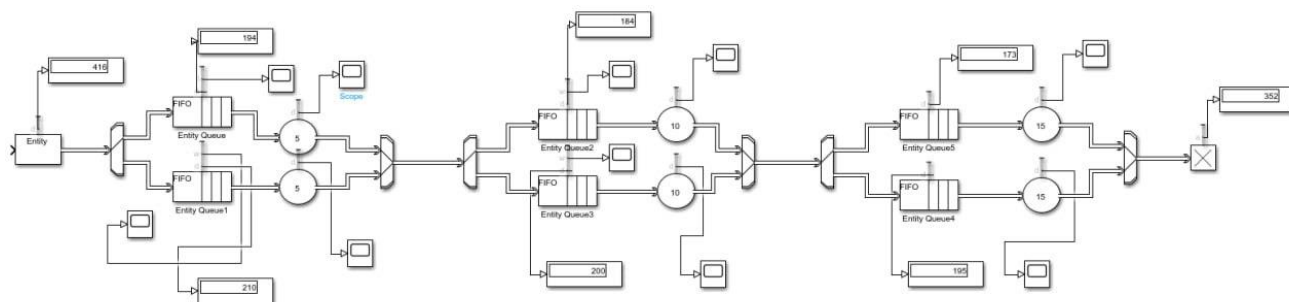 416
194
184
173
352
Entity
FIFO
Entity Queue
5
Scope
FIFO
Entity Queue1
5
210
FIFO
Entity Queue2
10
FIFO
Entity Queue3
10
200
FIFO
Entity Queue5
15
FIFO
Entity Queue4
15
195